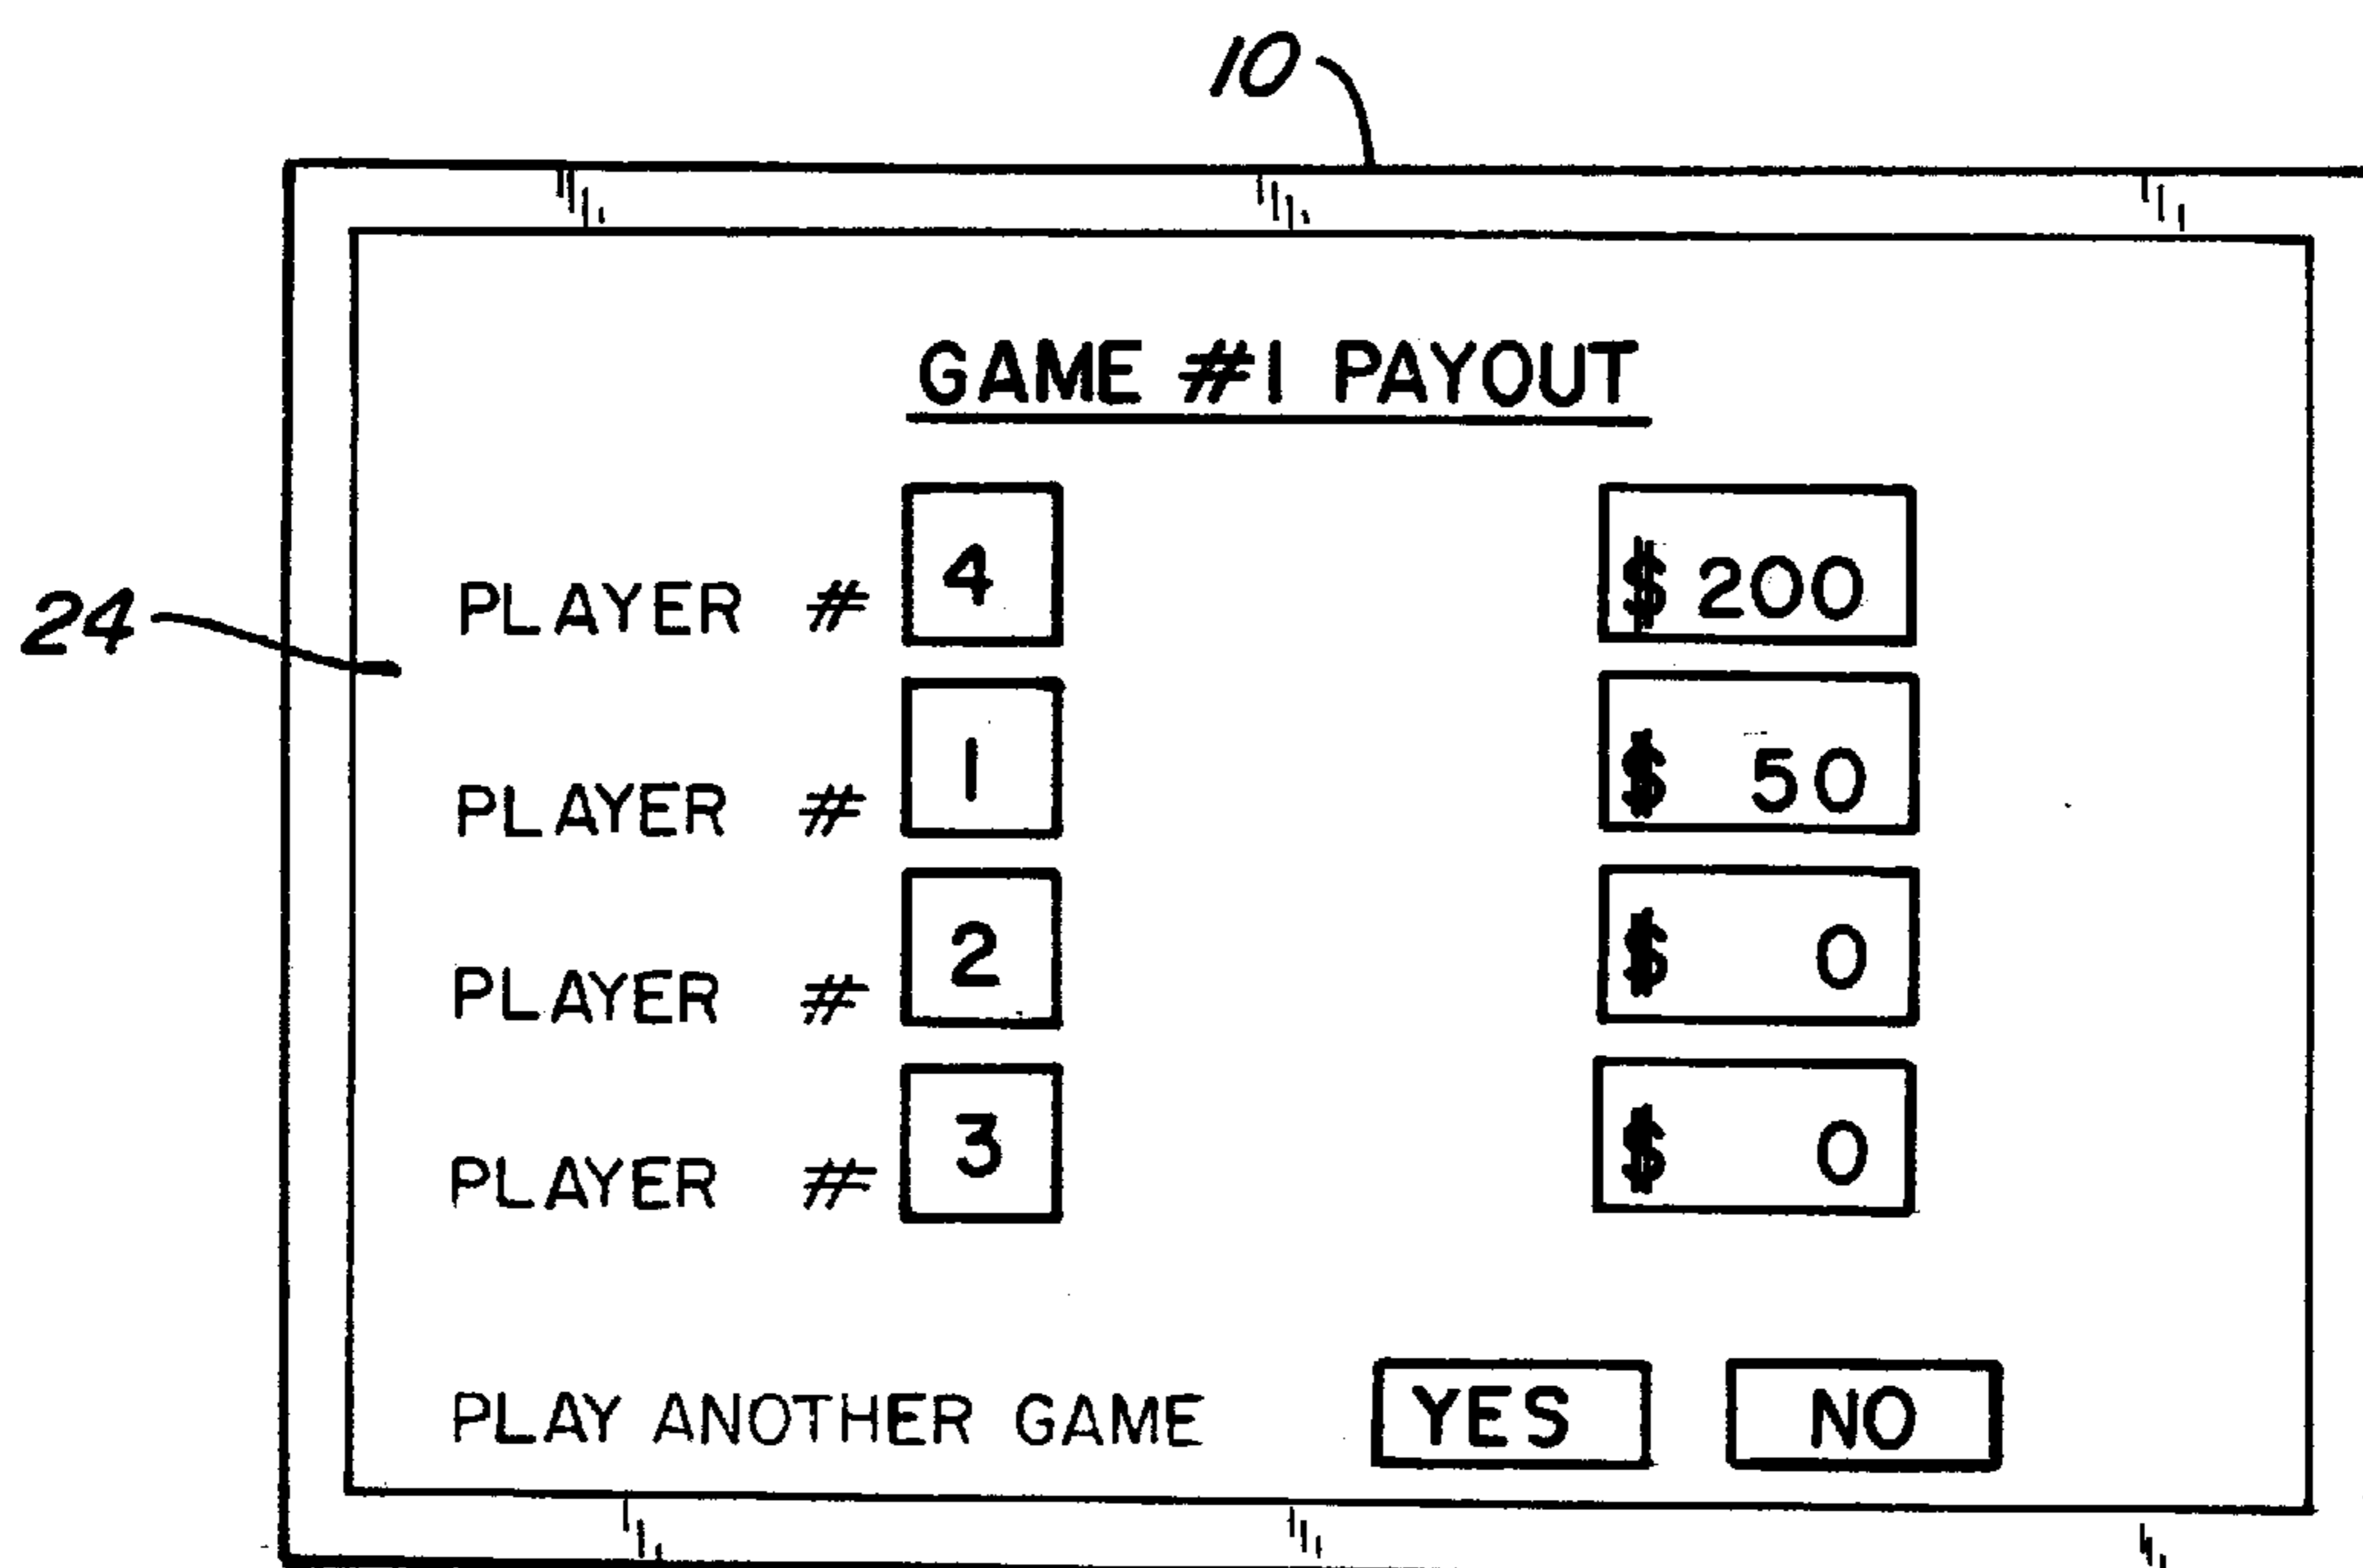 10
GAME #1 PAYOUT
PLAYER # 4 $ 200
24
PLAYER # 1 $ 50
PLAYER # 2 $ 0
PLAYER # 3 $ 0
PLAY ANOTHER GAME YES NO